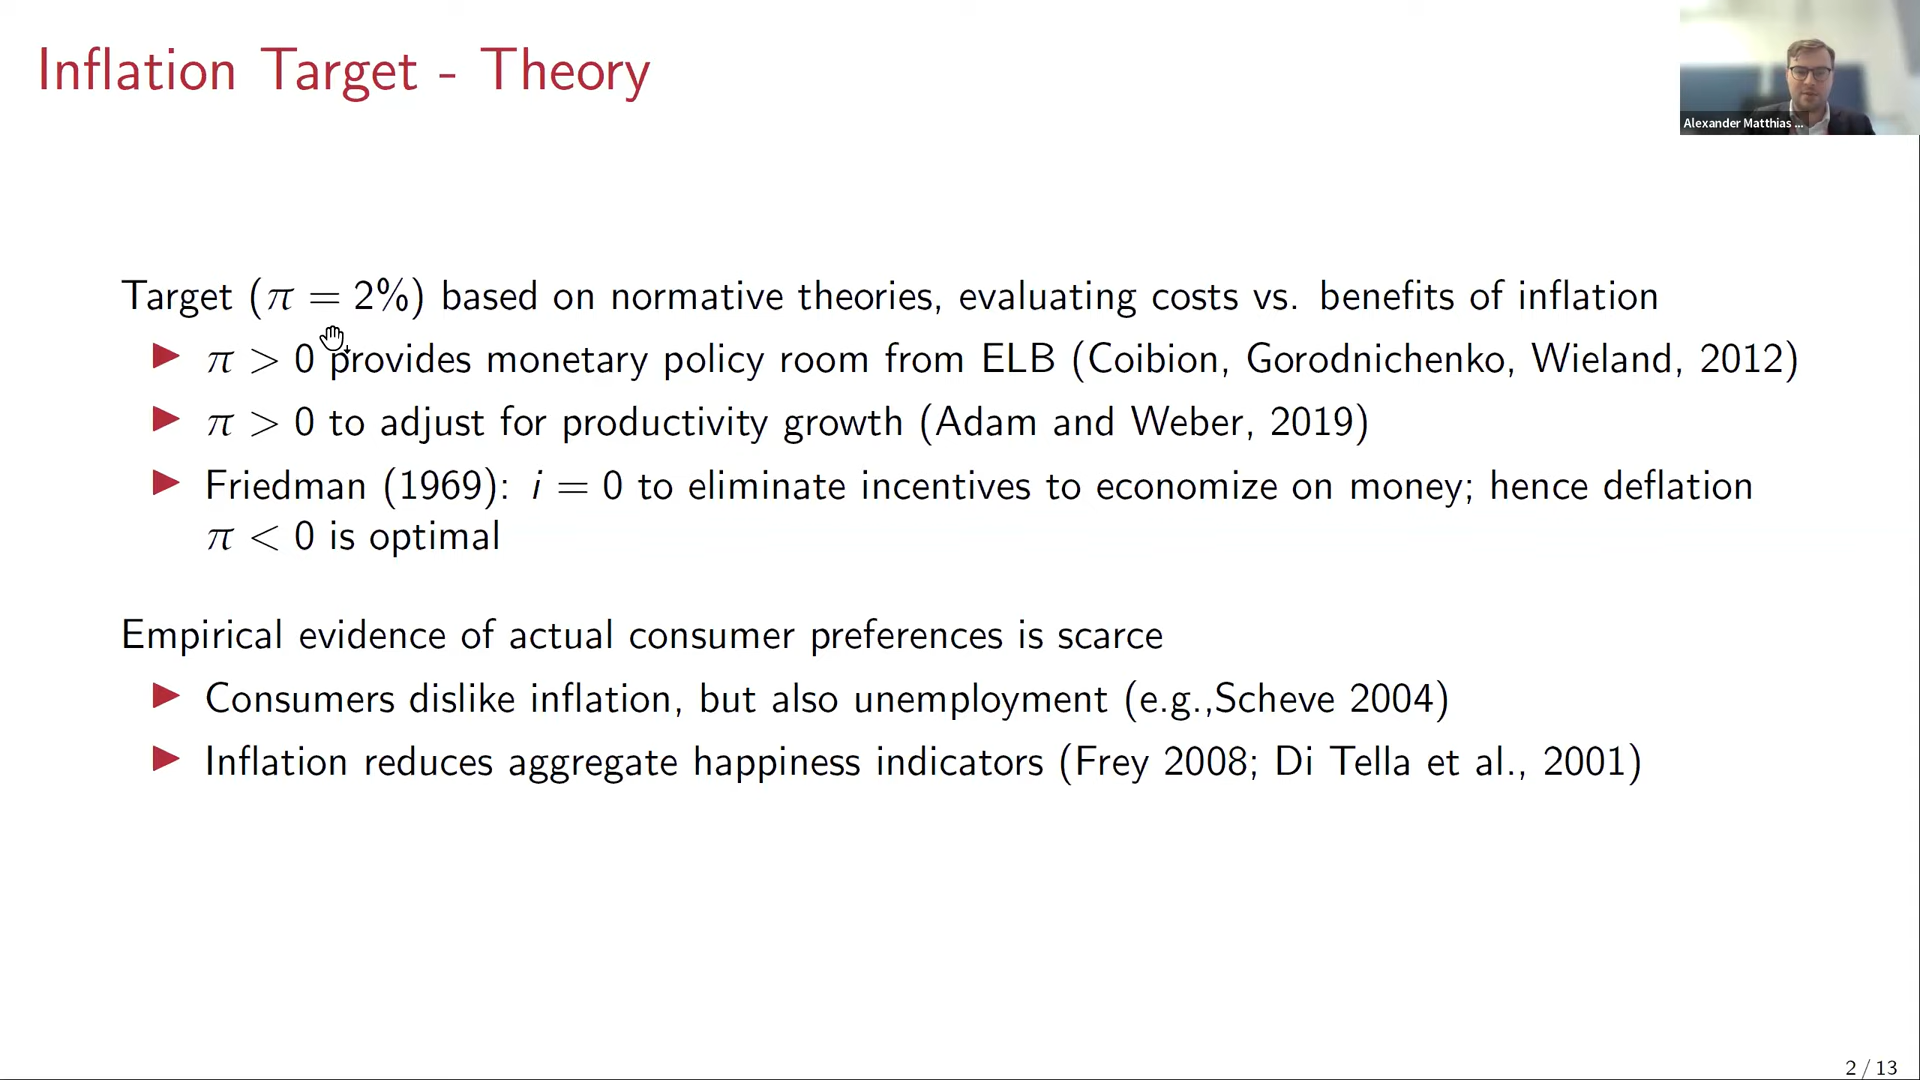 Inflation Target - Theory
Alexander Matthias ...
Target (π = 2%) based on normative theories, evaluating costs vs. benefits of inflation
▶ π > 0 provides monetary policy room from ELB (Coibion, Gorodnichenko, Wieland, 2012)
▶ π > 0 to adjust for productivity growth (Adam and Weber, 2019)
▶ Friedman (1969): i = 0 to eliminate incentives to economize on money; hence deflation
π < 0 is optimal
Empirical evidence of actual consumer preferences is scarce
▶ Consumers dislike inflation, but also unemployment (e.g.,Scheve 2004)
▶ Inflation reduces aggregate happiness indicators (Frey 2008; Di Tella et al., 2001)
2 / 13